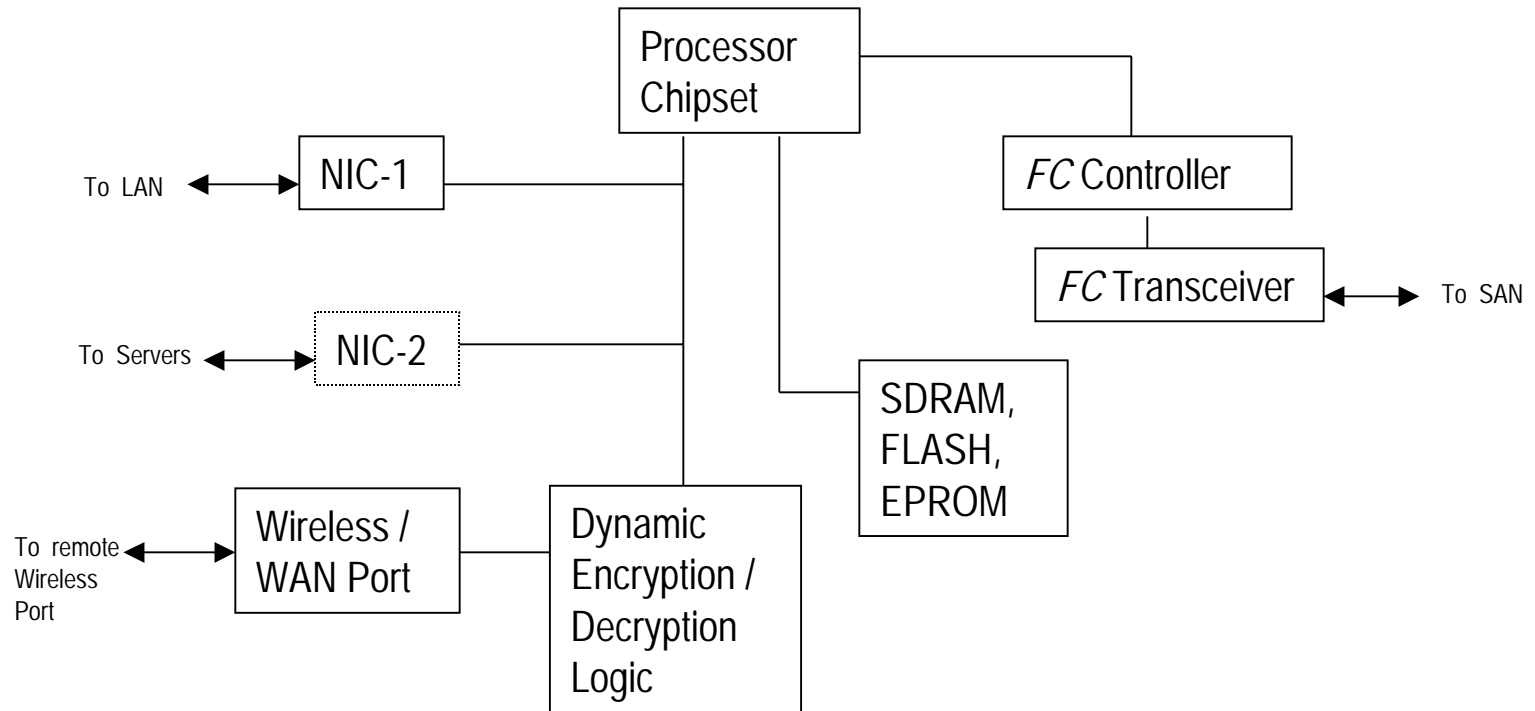 Processor
Chipset
NIC-1
To LAN
FC Controller
FC Transceiver
To SAN
NIC-2
To Servers
SDRAM,
FLASH,
EPROM
Wireless /
WAN Port
To remote
Wireless
Port
Dynamic
Encryption /
Decryption
Logic